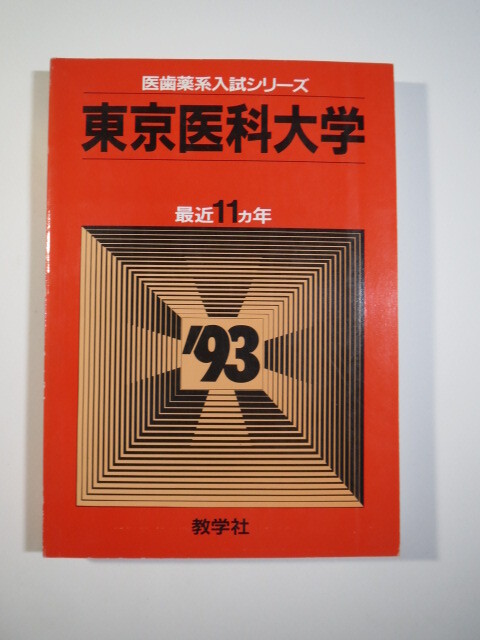 医歯薬系入試シリーズ
東京医科大学
最近11ヵ年
'93
教学社